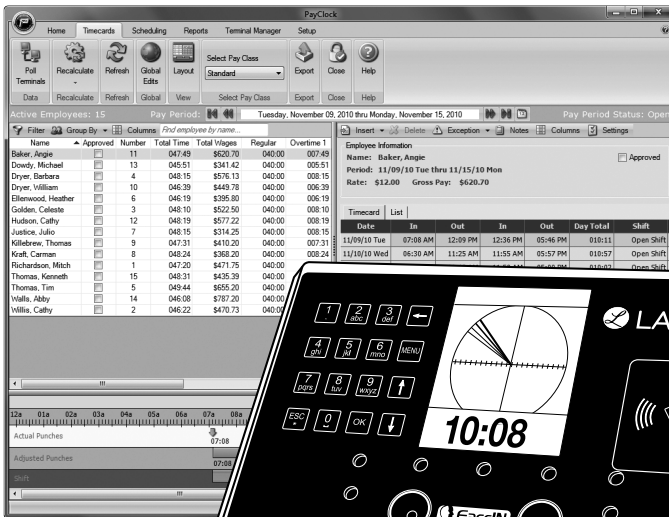 PayClock
Home Timecards Scheduling Reports Terminal Manager Setup
Poll Terminals Recalculate Refresh Global Edits Layout Select Pay Class Standard Export Close Help
Data Recalculate Refresh Global View Select Pay Class Export Close Help
Active Employees: 15 Pay Period: Tuesday, November 09, 2010 thru Monday, November 15, 2010 Pay Period Status: Open
Filter Group By Columns Find employee by name...
Name Approved Number Total Time Total Wages Regular Overtime 1
Baker, Angie 11 047:49 $620.70 040:00 007:49
Dowdy, Michael 13 045:51 $341.42 040:00 005:51
Dryer, Barbara 4 048:15 $576.13 040:00 08:15
Dryer, William 10 046:39 $449.78 040:00 06:39
Ellenwood, Heather 6 046:19 $395.80 040:00 06:19
Golden, Celeste 3 048:10 $522.50 040:00 08:10
Hudson, Cathy 12 048:19 $577.22 040:00 08:19
Justice, Julio 7 048:15 $314.25 040:00 08:15
Killebrew, Thomas 9 047:31 $410.20 040:00 007:31
Kraft, Carman 8 048:24 $368.20 040:00 008:24
Richardson, Mitch 1 047:20 $471.75 040:00
Thomas, Kenneth 15 048:31 $435.39 040:00
Thomas, Tim 5 049:44 $655.20 040:00
Walls, Abby 14 046:08 $787.20 040:00
Willis, Cathy 2 046:22 $470.73 040:00
Insert Delete Exception Notes Columns Settings
Employee Information
Name: Baker, Angie Approved
Period: 11/09/10 Tue thru 11/15/10 Mon
Rate: $12.00 Gross Pay: $620.70
Timecard List
Date In Out In Out Day Total Shift
11/09/10 Tue 07:08 AM 12:09 PM 12:36 PM 05:46 PM 010:11 Open Shift
11/10/10 Wed 06:30 AM 11:25 AM 11:55 AM 05:57 PM 010:57 Open Shift
Open Shift
12a 01a 02a 03a 04a 05a 06a 07a 08a
Actual Punches 07:08
Adjusted Punches 07:08
Shift
1 2 abc 3 def
4 ghi 5 jkl 6 mno MENU
7 pqrs 8 tuv 9 wxyz
ESC * 0 OK
10:08
LA